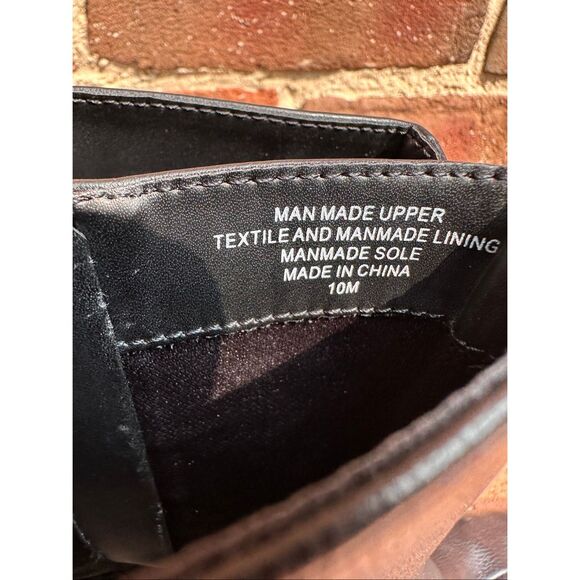 MAN MADE UPPER
TEXTILE AND MANMADE LINING
MANMADE SOLE
MADE IN CHINA
10M